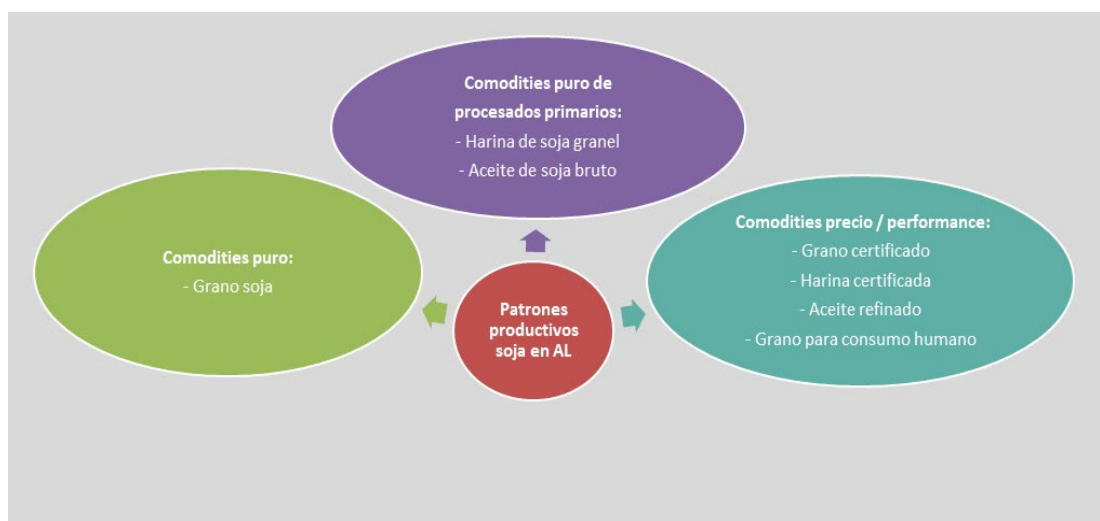 Comodities puro de
procesados primarios:
- Harina de soja granel
- Aceite de soja bruto
Comodities puro:
- Grano soja
Comodities precio / performance:
- Grano certificado
- Harina certificada
- Aceite refinado
- Grano para consumo humano
Patrones
productivos
soja en AL